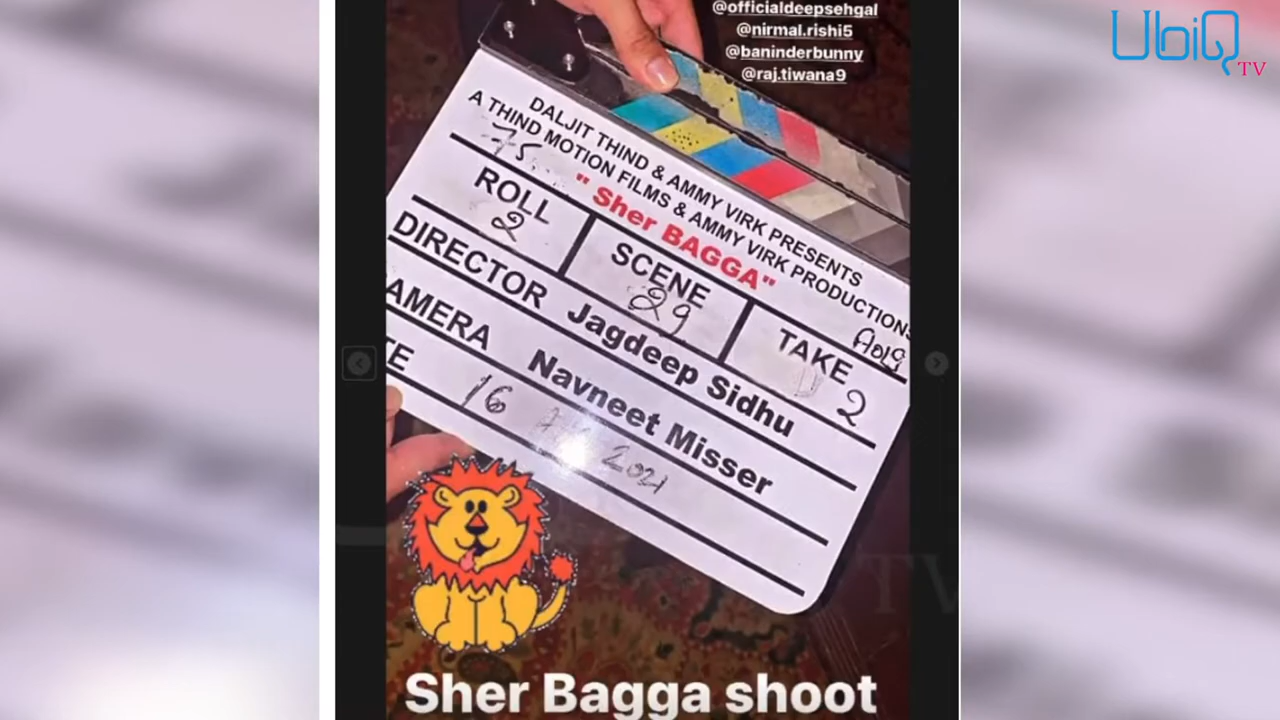 @officialdeepsehgal
@nirmal.rishi5
@baninderbunny
@raj.tiwana9
UbiQ
TV
DALJIT THIND & AMMY VIRK PRESENTS
A THIND MOTION FILMS & AMMY VIRK PRODUCTIONS
75
" Sher BAGGA"
ROLL
2
SCENE
29
TAKE
2
DIRECTOR Jagdeep Sidhu
AMERA Navneet Misser
TE 16 2021
TV
Sher Bagga shoot